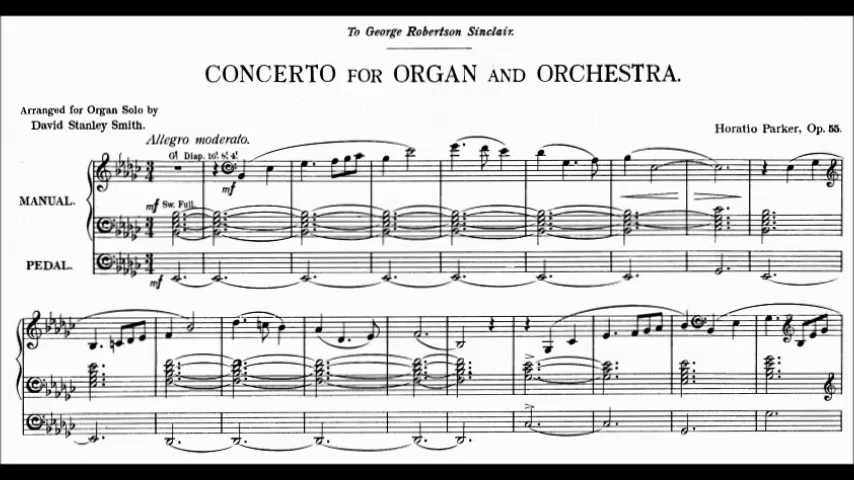 To George Robertson Sinclair.
CONCERTO FOR ORGAN AND ORCHESTRA.
Arranged for Organ Solo by
David Stanley Smith.
Horatio Parker, Op. 55.
Allegro moderato.
Gt Diap. 16' 8' 4'
mf
MANUAL.
mf Sw. Full.
PEDAL.
mf